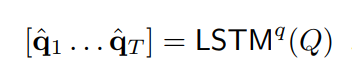 [q̂₁ … q̂_T] = LSTM^q(Q)